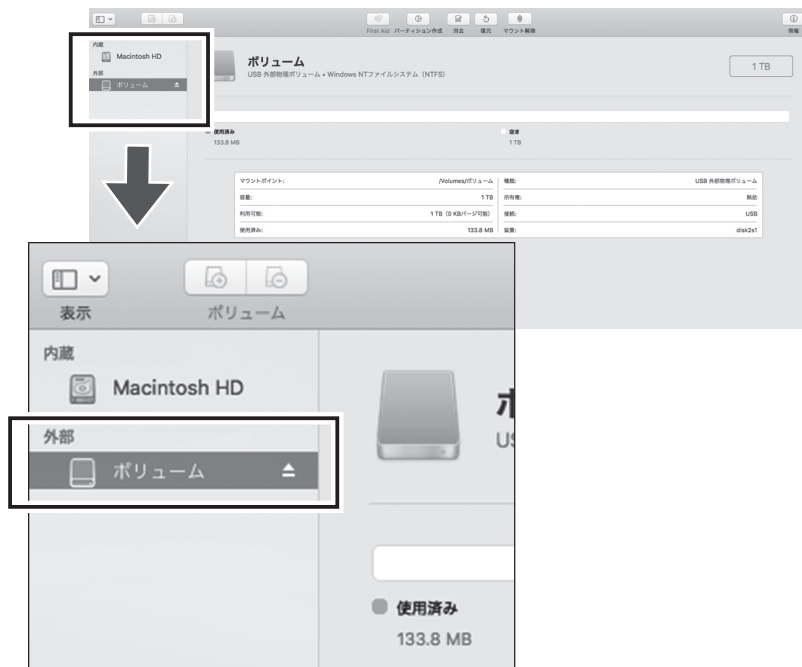 First Aid パーティション作成 消去 復元 マウント解除 情報
内蔵
Macintosh HD
外部
ボリューム
ボリューム
USB 外部物理ボリューム • Windows NTファイルシステム（NTFS）
1 TB
使用済み
133.8 MB
空き
1 TB
マウントポイント: /Volumes/ボリューム
容量: 1 TB
利用可能: 1 TB（0 KBパージ可能）
使用済み: 133.8 MB
種類: USB 外部物理ボリューム
所有権: 無効
接続: USB
装置: disk2s1
表示 ボリューム
内蔵
Macintosh HD
外部
ボリューム
ボ
US
使用済み
133.8 MB